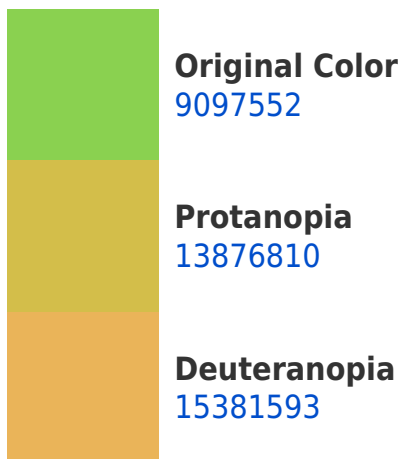 Original Color
9097552
Protanopia
13876810
Deuteranopia
15381593